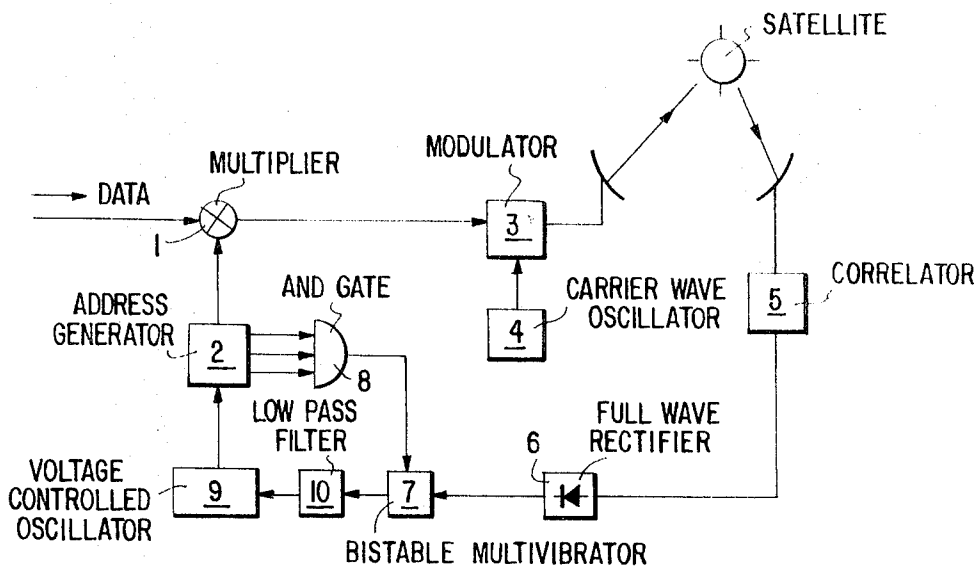 SATELLITE
MODULATOR
MULTIPLIER
DATA
1
3
CORRELATOR
5
AND GATE
CARRIER WAVE
OSCILLATOR
4
ADDRESS
GENERATOR
2
8
LOW PASS
FILTER
FULL WAVE
RECTIFIER
6
VOLTAGE
CONTROLLED
OSCILLATOR
9
10
7
BISTABLE MULTIVIBRATOR